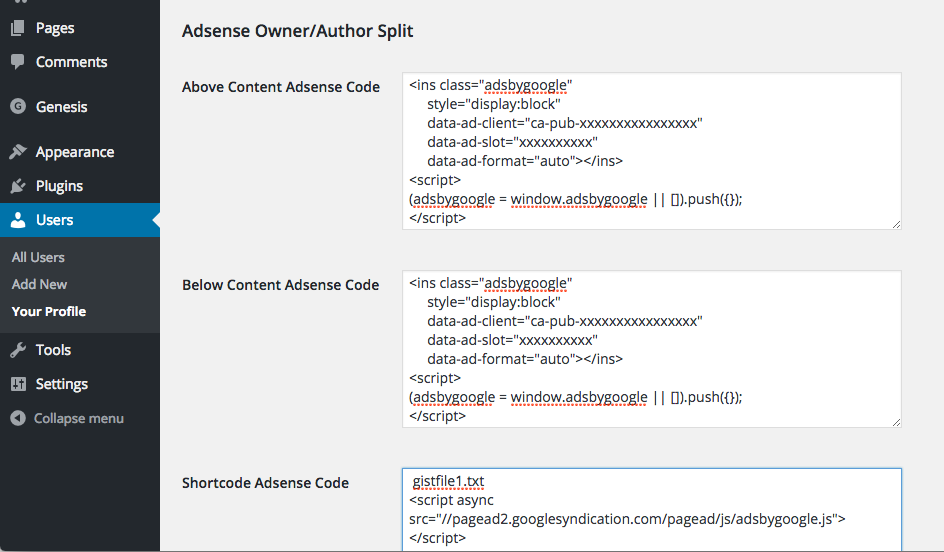 Pages
Comments
G Genesis
Appearance
Plugins
Users
All Users
Add New
Your Profile
Tools
Settings
Collapse menu
Adsense Owner/Author Split
Above Content Adsense Code
<ins class="adsbygoogle"
style="display:block"
data-ad-client="ca-pub-xxxxxxxxxxxxxxxx"
data-ad-slot="xxxxxxxxxx"
data-ad-format="auto"></ins>
<script>
(adsbygoogle = window.adsbygoogle || []).push({});
</script>
Below Content Adsense Code
<ins class="adsbygoogle"
style="display:block"
data-ad-client="ca-pub-xxxxxxxxxxxxxxxx"
data-ad-slot="xxxxxxxxxx"
data-ad-format="auto"></ins>
<script>
(adsbygoogle = window.adsbygoogle || []).push({});
</script>
Shortcode Adsense Code
gistfile1.txt
<script async
src="//pagead2.googlesyndication.com/pagead/js/adsbygoogle.js">
</script>